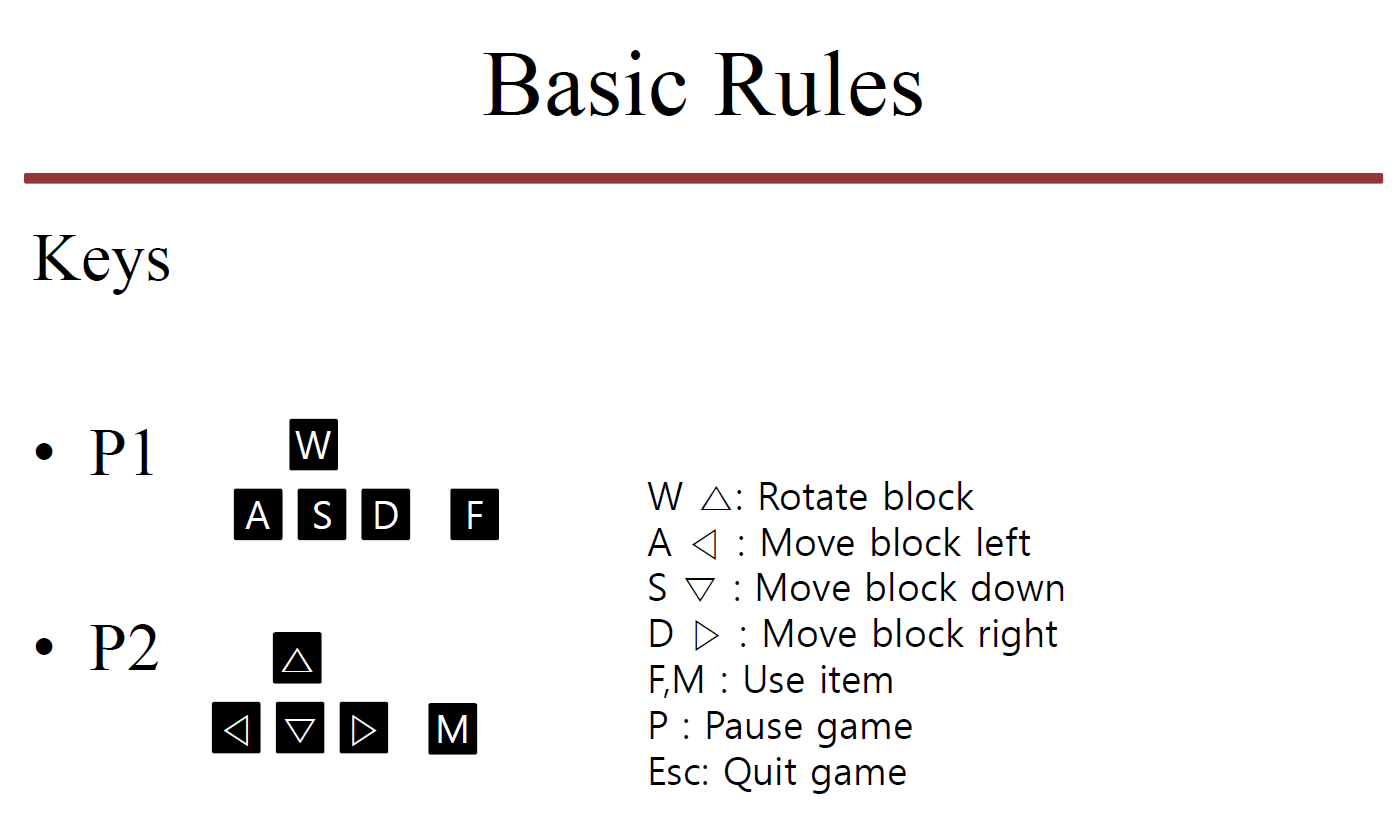 Basic Rules
Keys
• P1
W
A S D F
• P2
△
◁ ▽ ▷ M
W △: Rotate block
A ◁ : Move block left
S ▽ : Move block down
D ▷ : Move block right
F,M : Use item
P : Pause game
Esc: Quit game